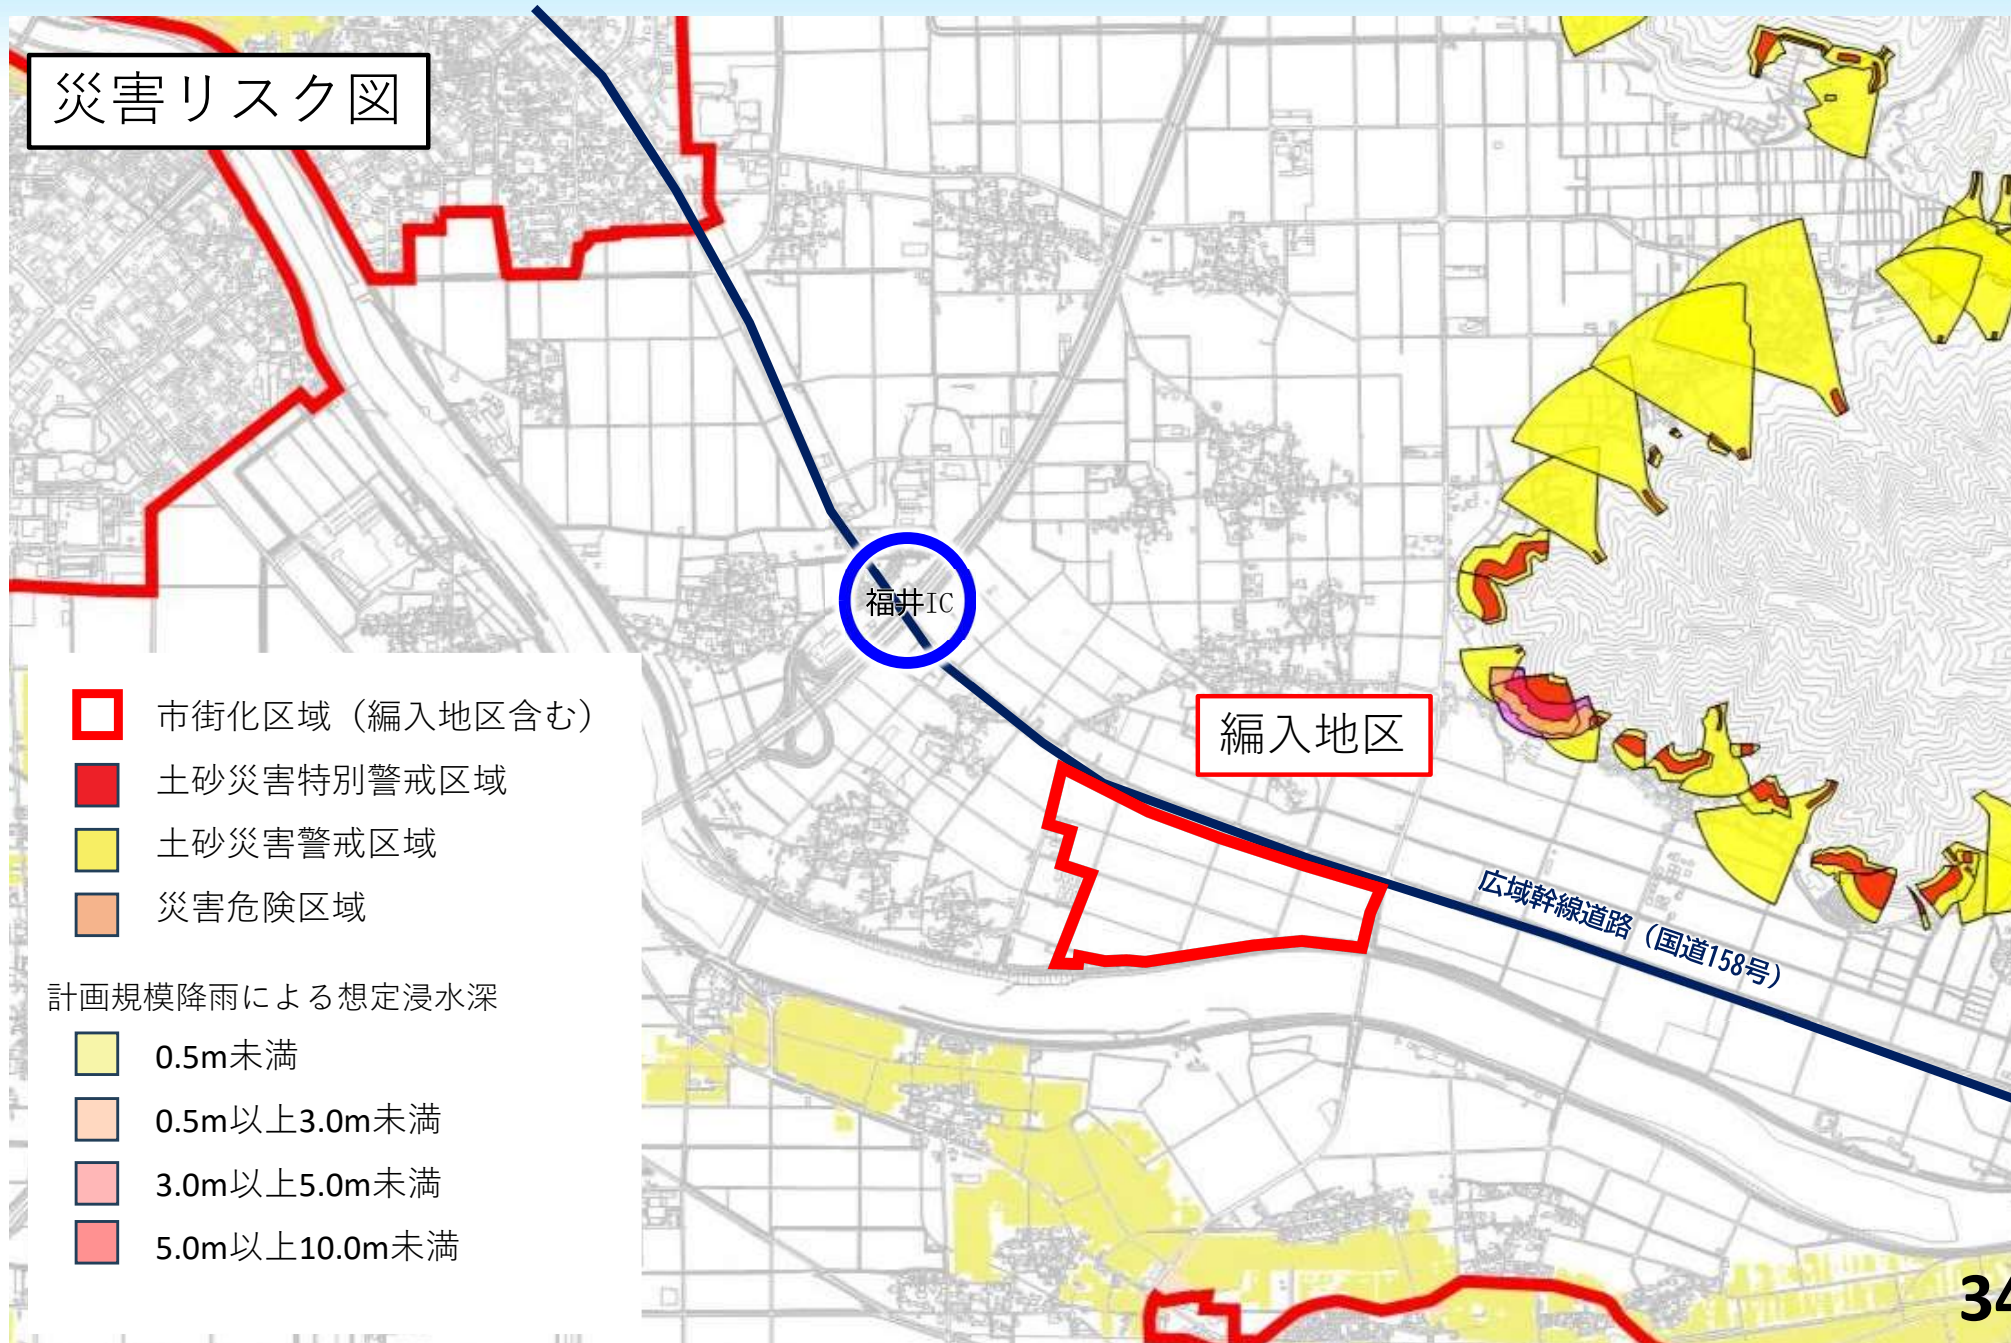 災害リスク図
福井IC
編入地区
広域幹線道路（国道158号）
市街化区域（編入地区含む）
土砂災害特別警戒区域
土砂災害警戒区域
災害危険区域
計画規模降雨による想定浸水深
0.5m未満
0.5m以上3.0m未満
3.0m以上5.0m未満
5.0m以上10.0m未満
34